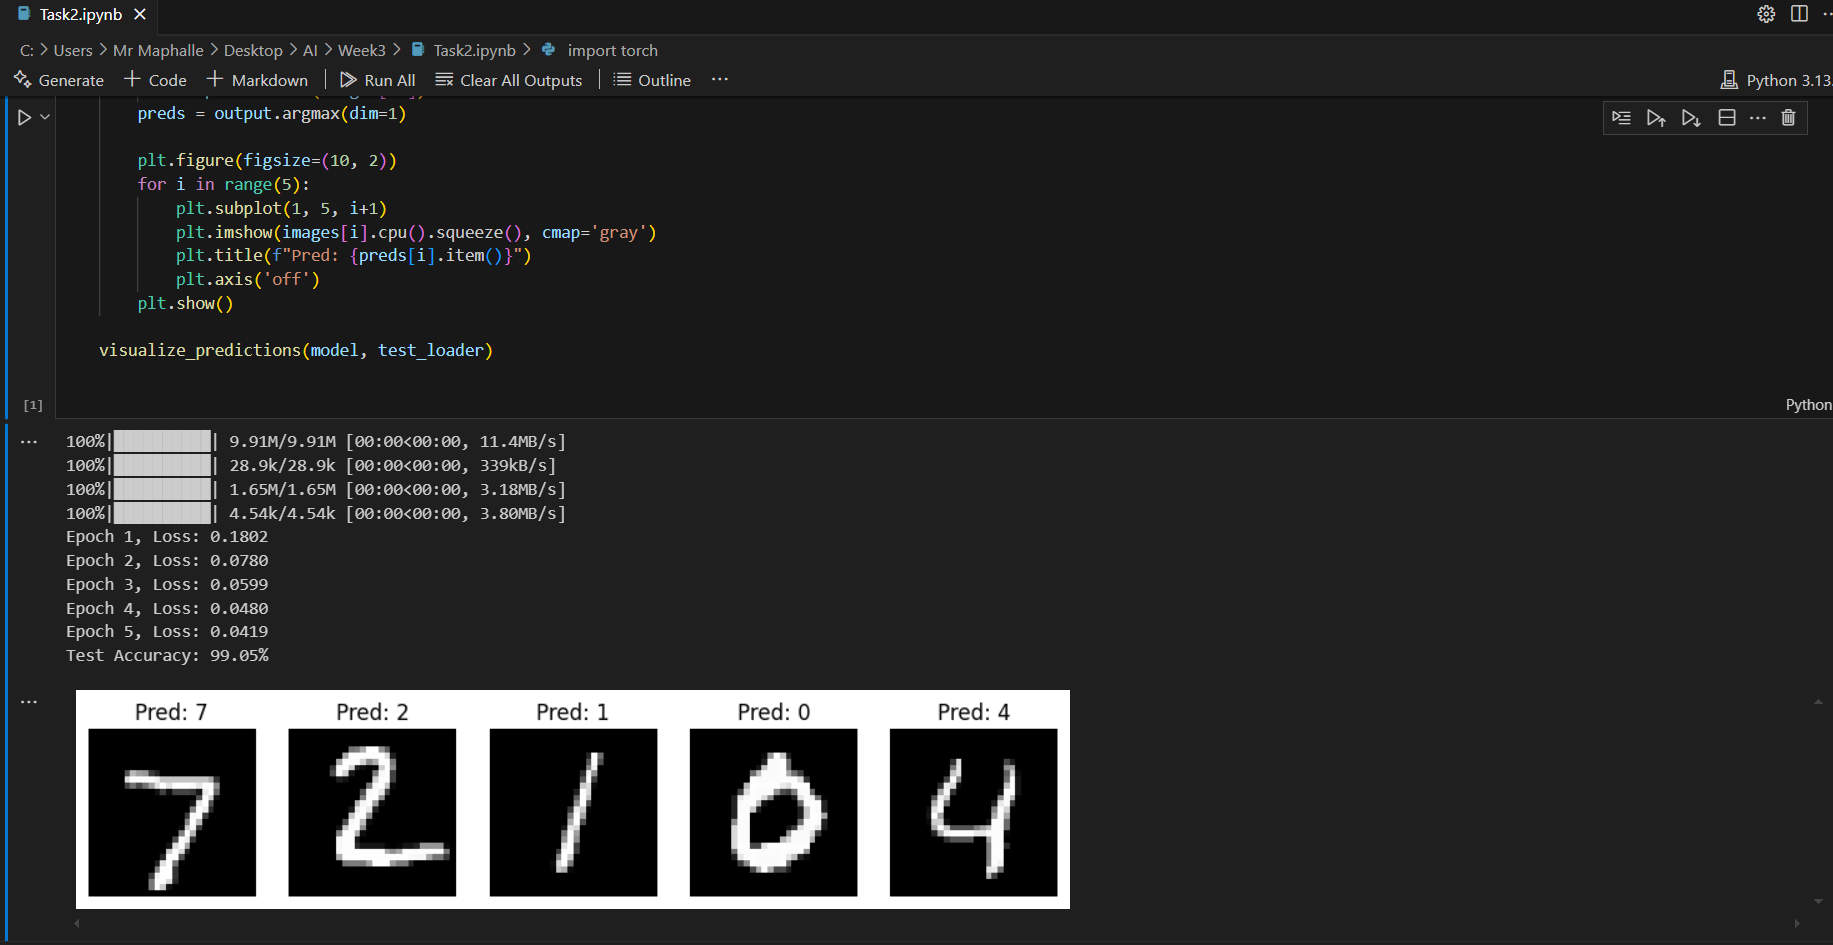 Task2.ipynb
C: > Users > Mr Maphalle > Desktop > AI > Week3 > Task2.ipynb > import torch
Generate + Code + Markdown | Run All Clear All Outputs | Outline ···
Python 3.13.
preds = output.argmax(dim=1)
plt.figure(figsize=(10, 2))
for i in range(5):
plt.subplot(1, 5, i+1)
plt.imshow(images[i].cpu().squeeze(), cmap='gray')
plt.title(f"Pred: {preds[i].item()}")
plt.axis('off')
plt.show()
visualize_predictions(model, test_loader)
[1]
Python
100%|██████████| 9.91M/9.91M [00:00<00:00, 11.4MB/s]
100%|██████████| 28.9k/28.9k [00:00<00:00, 339kB/s]
100%|██████████| 1.65M/1.65M [00:00<00:00, 3.18MB/s]
100%|██████████| 4.54k/4.54k [00:00<00:00, 3.80MB/s]
Epoch 1, Loss: 0.1802
Epoch 2, Loss: 0.0780
Epoch 3, Loss: 0.0599
Epoch 4, Loss: 0.0480
Epoch 5, Loss: 0.0419
Test Accuracy: 99.05%
Pred: 7 Pred: 2 Pred: 1 Pred: 0 Pred: 4
7 2 1 0 4